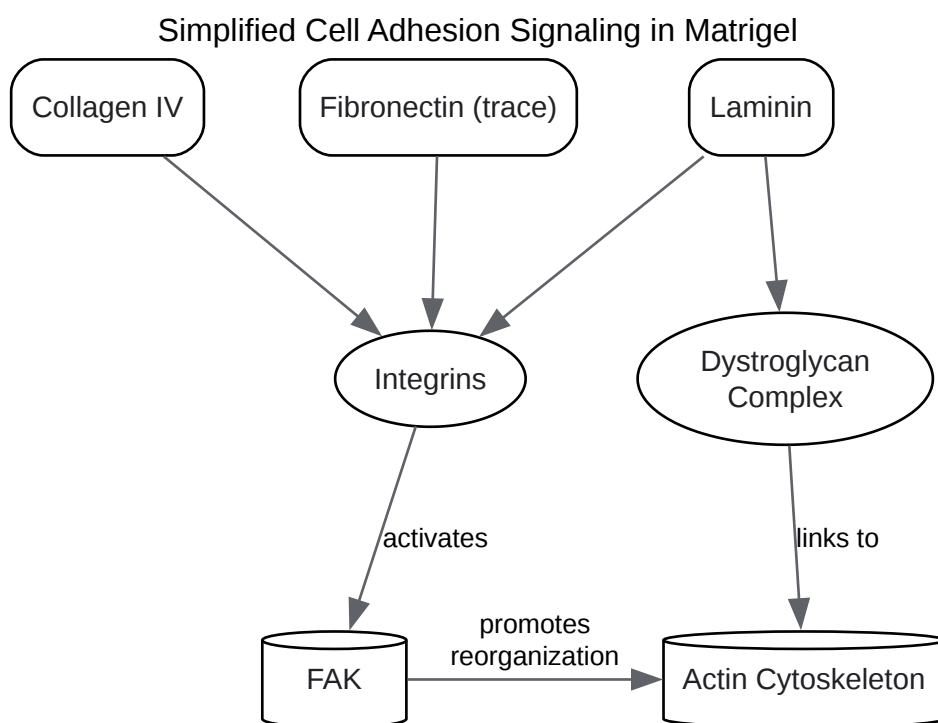 Simplified Cell Adhesion Signaling in Matrigel
Collagen IV
Fibronectin (trace)
Laminin
Integrins
Dystroglycan
Complex
activates
links to
promotes
reorganization
FAK
Actin Cytoskeleton